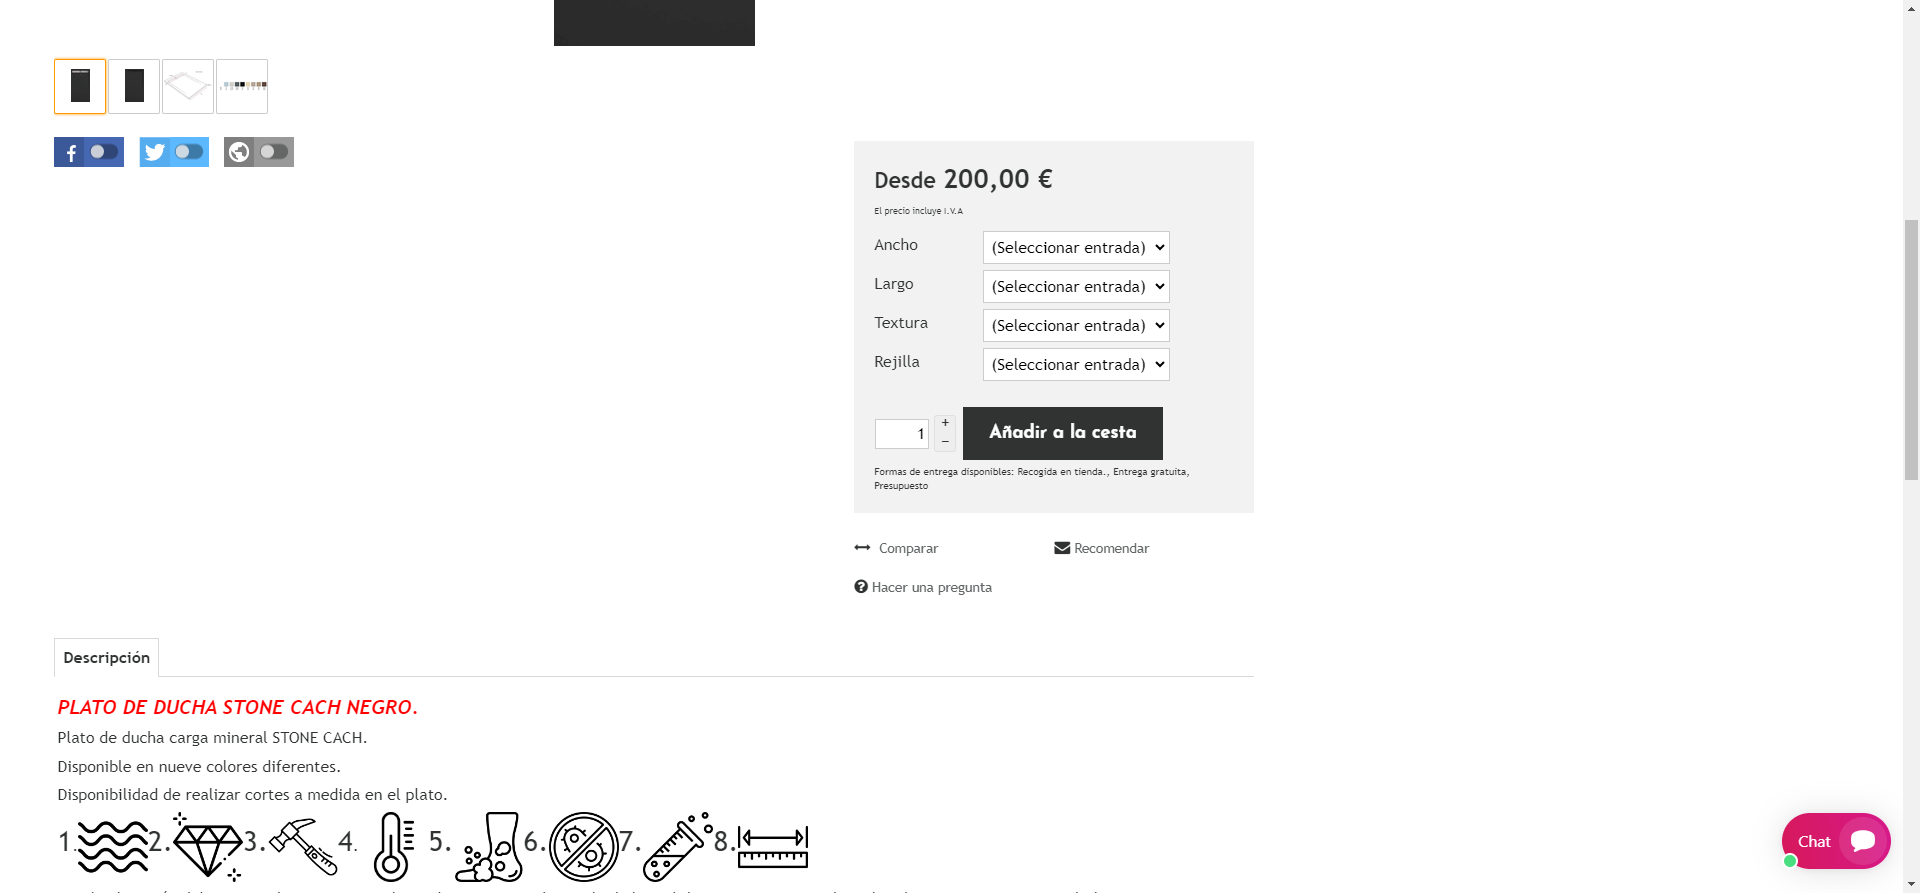 Desde 200,00 €
El precio incluye I.V.A
Ancho (Seleccionar entrada)
Largo (Seleccionar entrada)
Textura (Seleccionar entrada)
Rejilla (Seleccionar entrada)
1 + − Añadir a la cesta
Formas de entrega disponibles: Recogida en tienda., Entrega gratuita,
Presupuesto
Comparar Recomendar
Hacer una pregunta
Descripción
PLATO DE DUCHA STONE CACH NEGRO.
Plato de ducha carga mineral STONE CACH.
Disponible en nueve colores diferentes.
Disponibilidad de realizar cortes a medida en el plato.
1. 2. 3. 4. 5. 6. 7. 8.
Chat